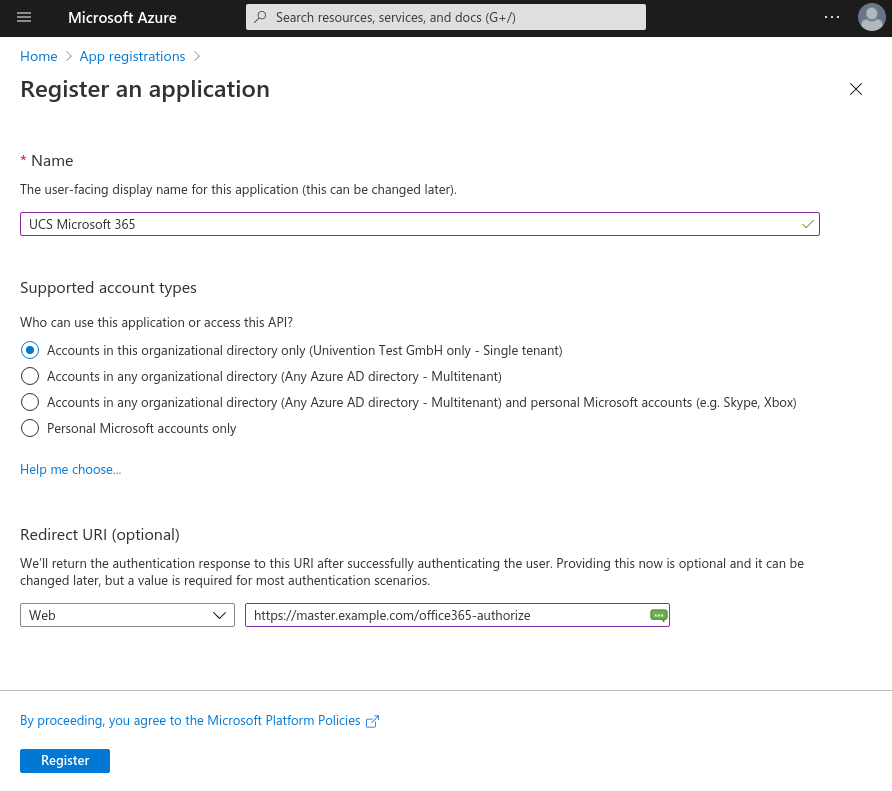 Microsoft Azure
Search resources, services, and docs (G+/)
Home > App registrations >
Register an application
* Name
The user-facing display name for this application (this can be changed later).
UCS Microsoft 365
Supported account types
Who can use this application or access this API?
Accounts in this organizational directory only (Univention Test GmbH only - Single tenant)
Accounts in any organizational directory (Any Azure AD directory - Multitenant)
Accounts in any organizational directory (Any Azure AD directory - Multitenant) and personal Microsoft accounts (e.g. Skype, Xbox)
Personal Microsoft accounts only
Help me choose...
Redirect URI (optional)
We'll return the authentication response to this URI after successfully authenticating the user. Providing this now is optional and it can be
changed later, but a value is required for most authentication scenarios.
Web
https://master.example.com/office365-authorize
By proceeding, you agree to the Microsoft Platform Policies
Register